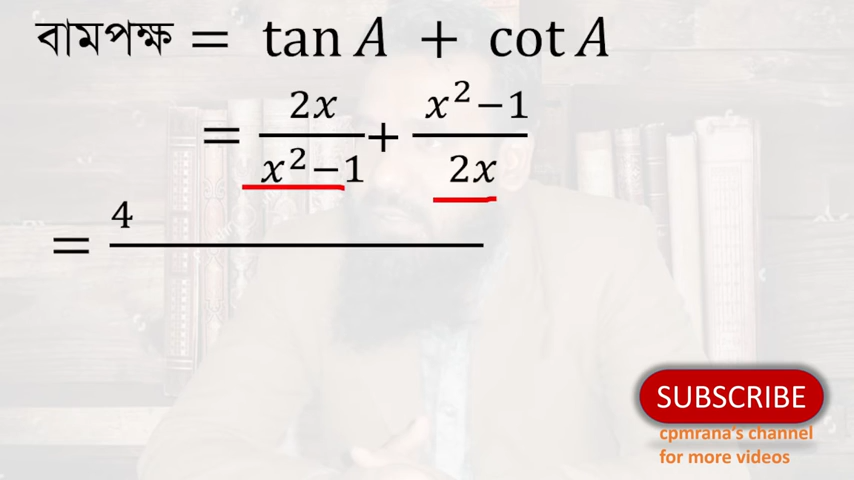 বামপক্ষ = tan A + cot A
= 2x/(x²−1) + (x²−1)/2x
= 4
SUBSCRIBE
cpmrana's channel
for more videos